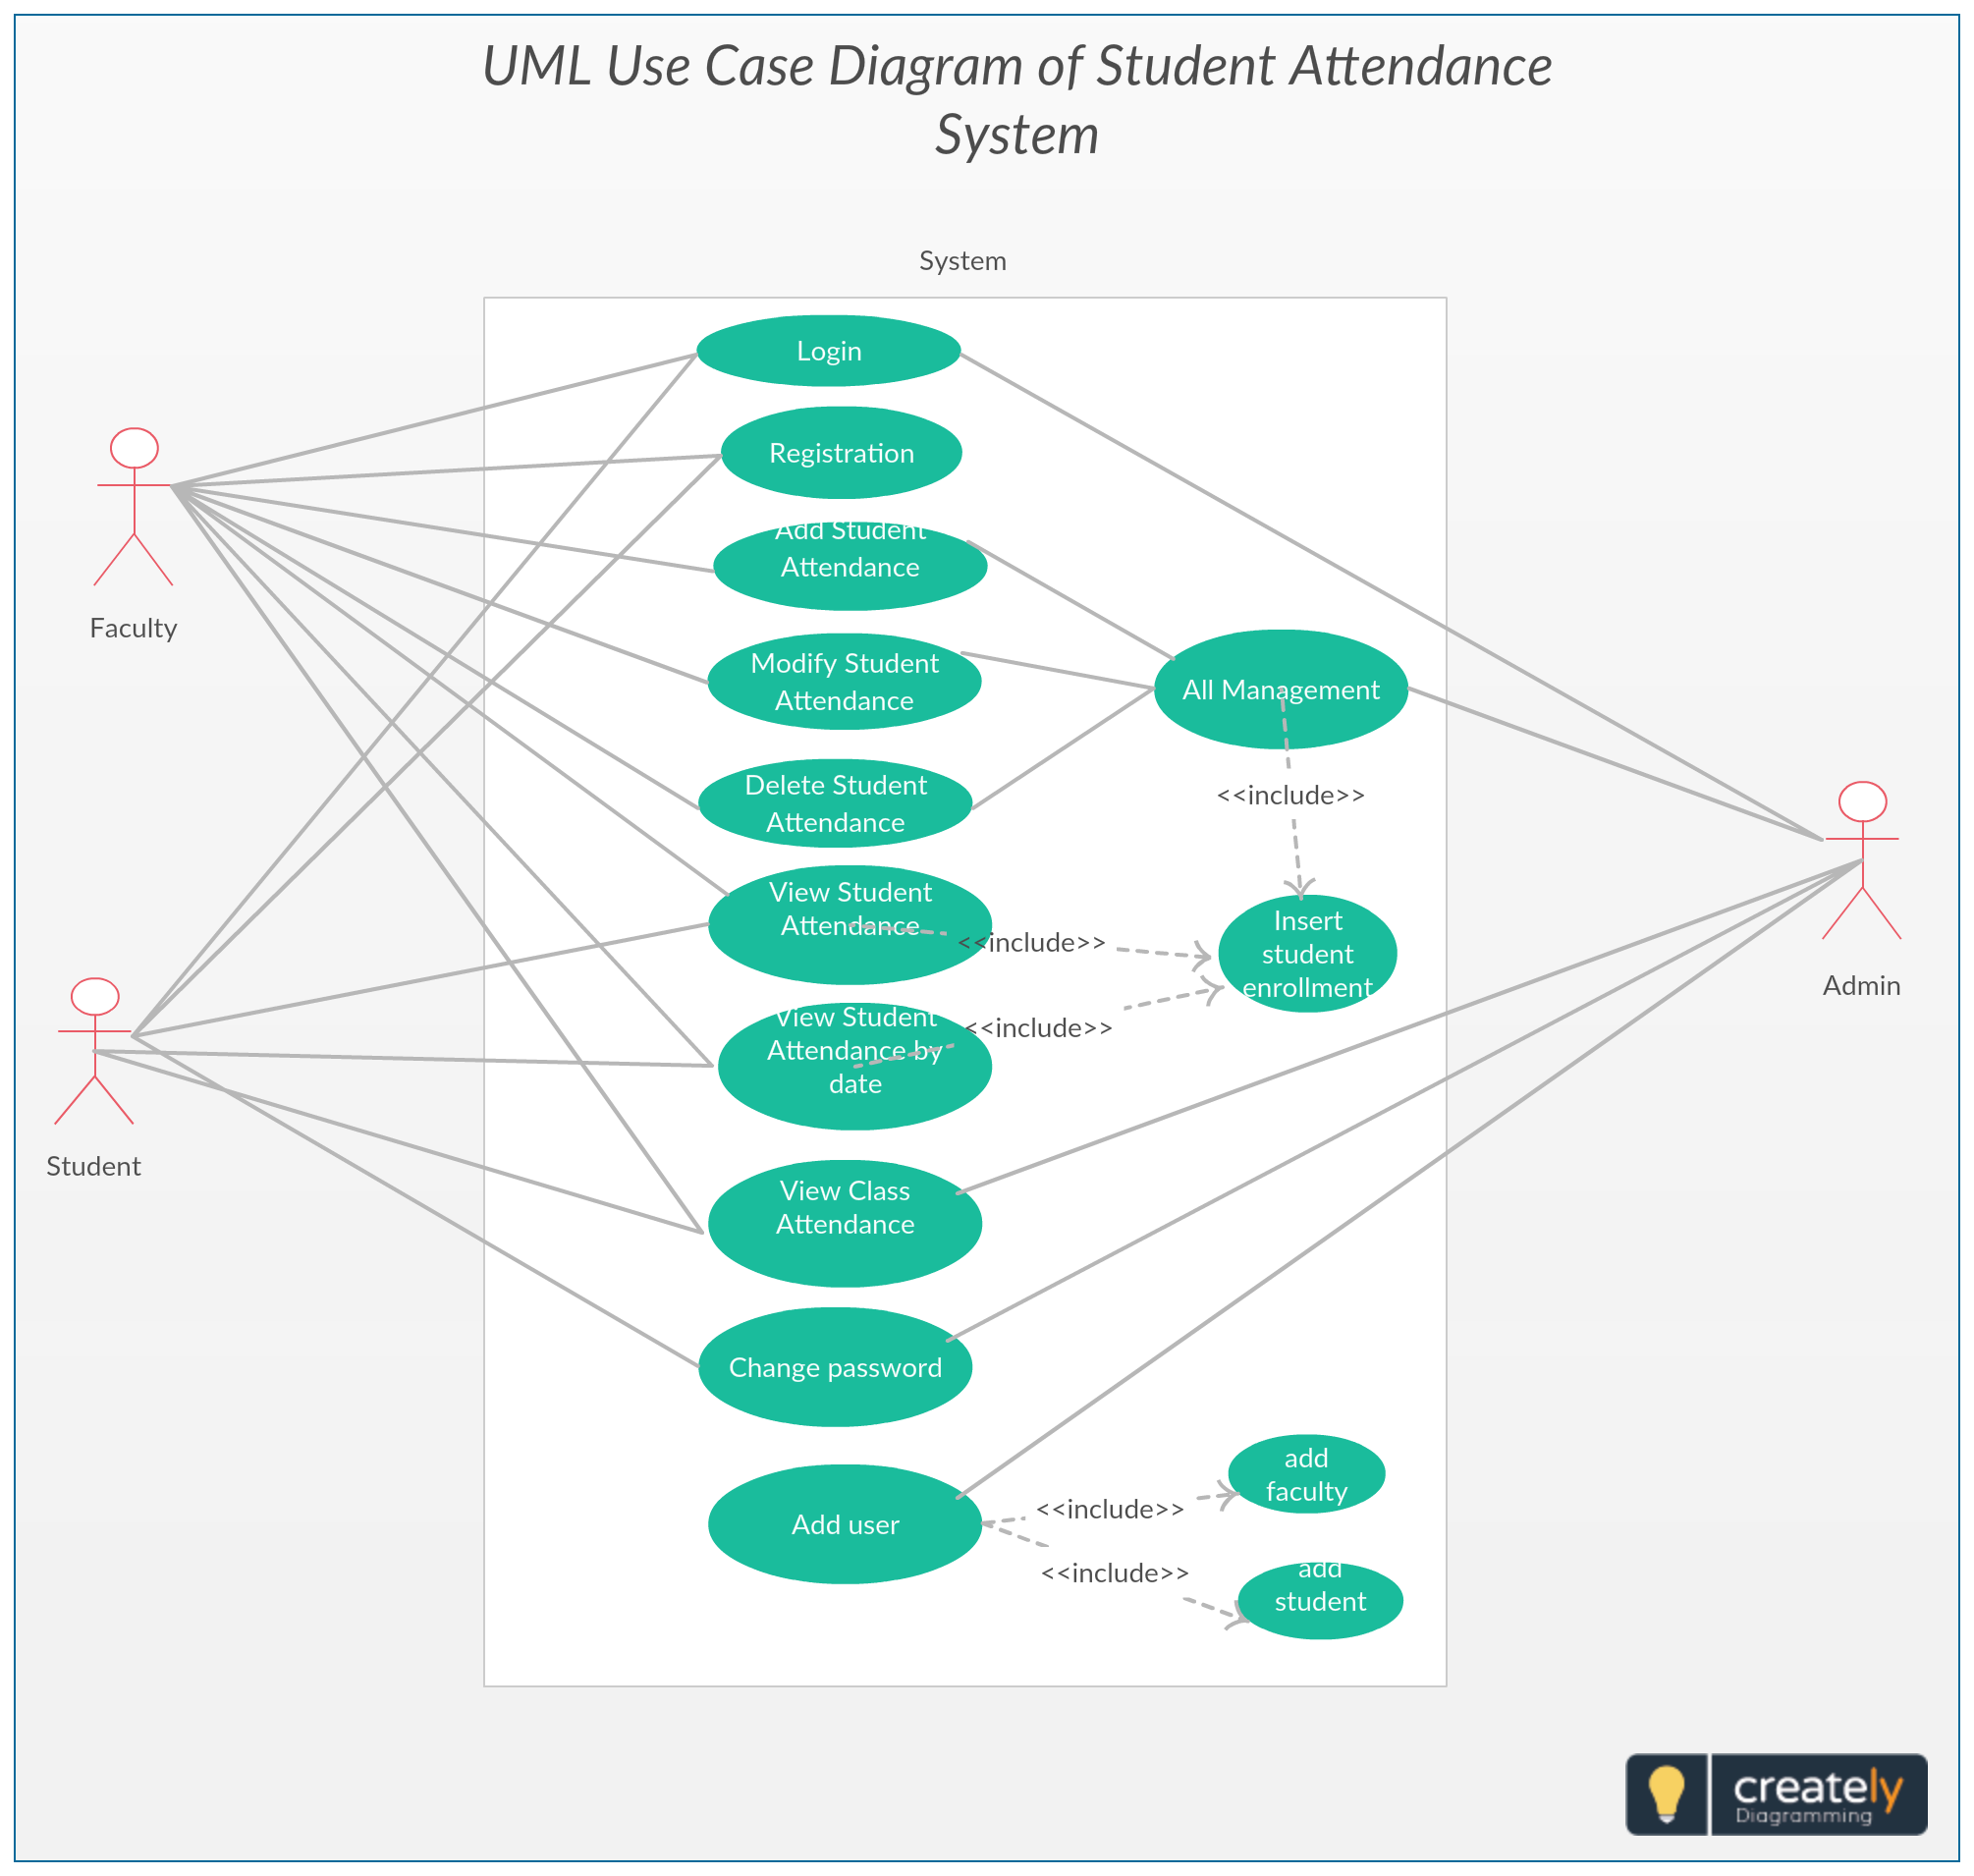 UML Use Case Diagram of Student Attendance
System
System
Login
Registration
Add Student
Attendance
Faculty
Modify Student
Attendance
All Management
Delete Student
Attendance
<<include>>
View Student
Attendance
<<include>>
Insert
student
enrollment
Admin
View Student
Attendance by
date
<<include>>
Student
View Class
Attendance
Change password
Add user
<<include>>
add
faculty
<<include>>
add
student
creately
Diagramming